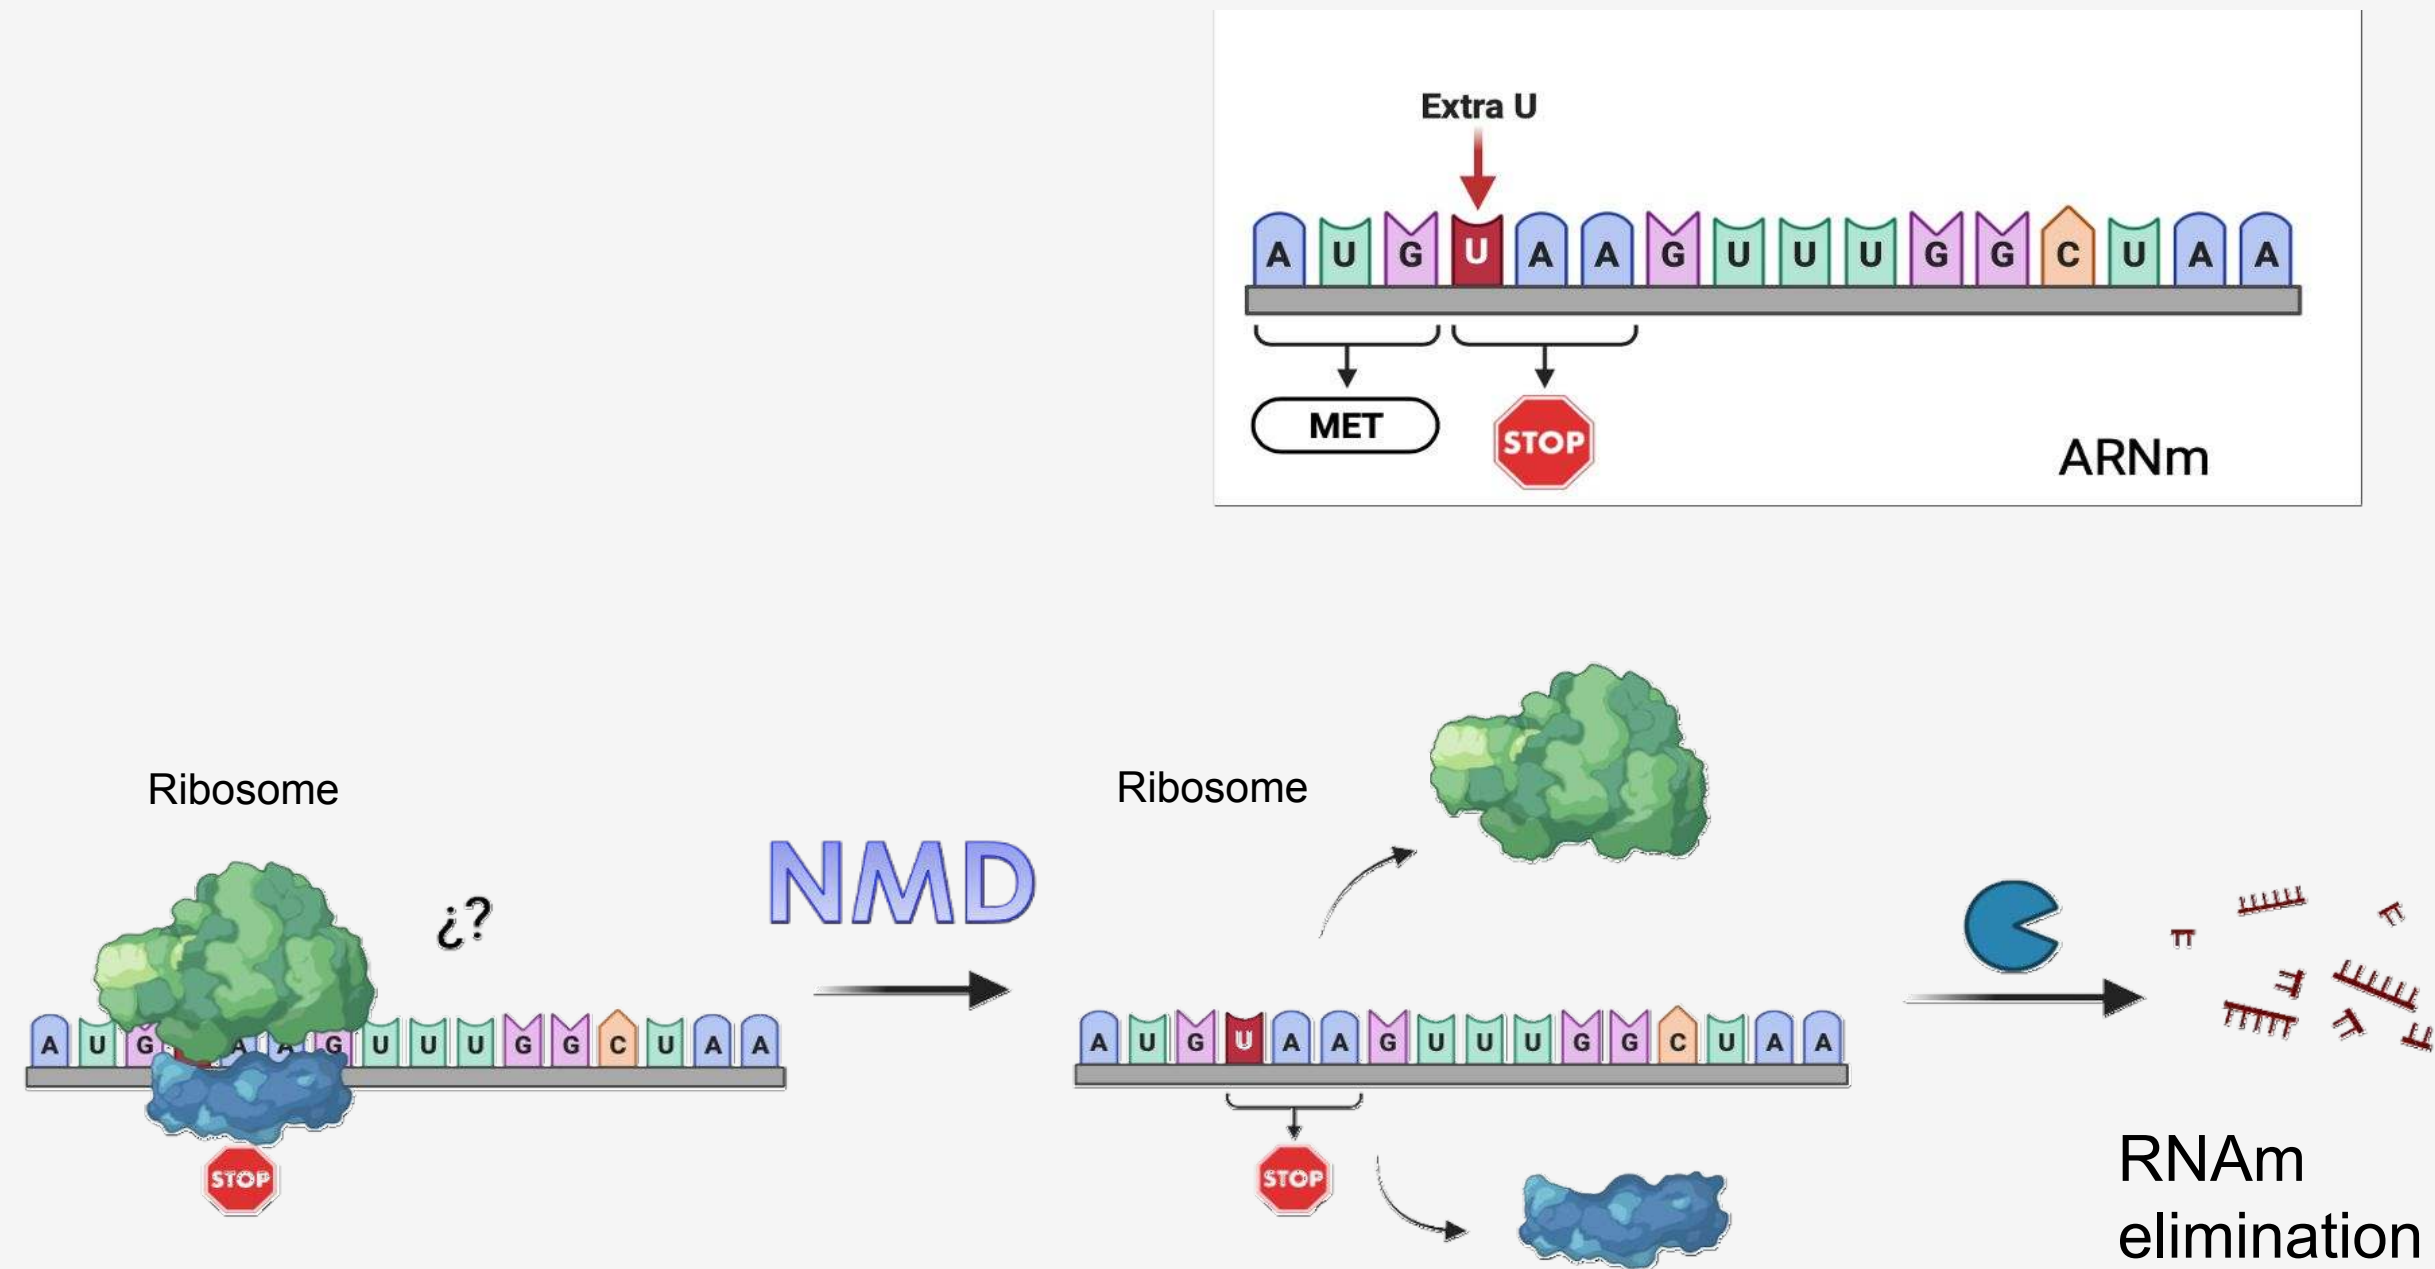 Extra U
A U G U A A G U U U G G C U A A
MET
STOP
ARNm
Ribosome
¿?
A U G A A G U U U G G C U A A
STOP
NMD
Ribosome
A U G U A A G U U U G G C U A A
STOP
RNAm
elimination